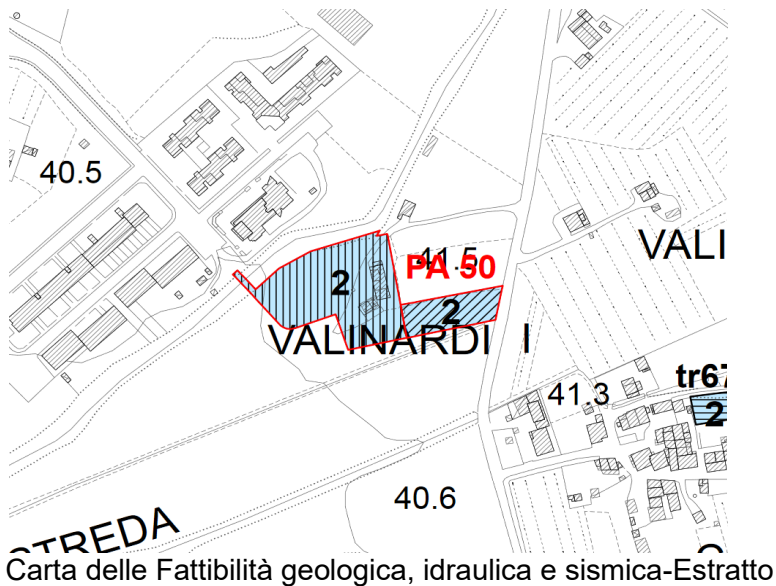 40.5
VALI
41.5
PA 50
2
2
VALINARDI I
tr67
41.3
2
40.6
STREDA
Carta delle Fattibilità geologica, idraulica e sismica-Estratto